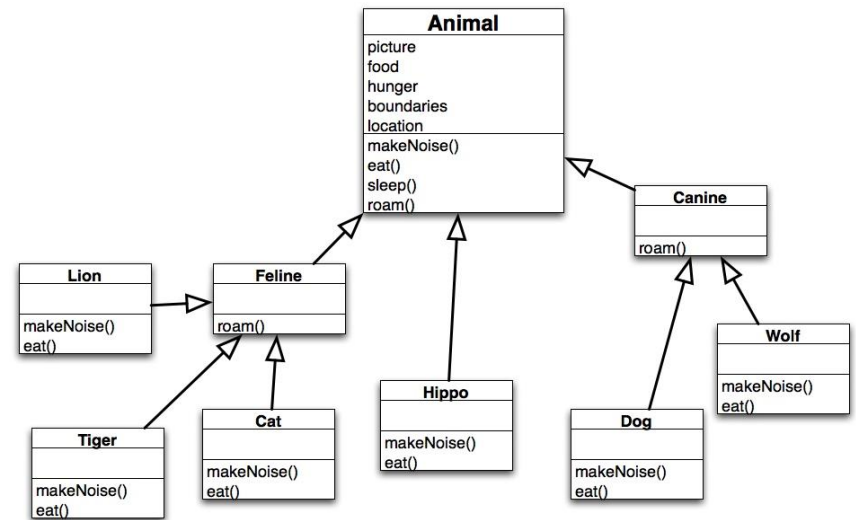 Animal
picture
food
hunger
boundaries
location
makeNoise()
eat()
sleep()
roam()
Canine
roam()
Lion
makeNoise()
eat()
Feline
roam()
Wolf
makeNoise()
eat()
Hippo
makeNoise()
eat()
Cat
makeNoise()
eat()
Dog
makeNoise()
eat()
Tiger
makeNoise()
eat()